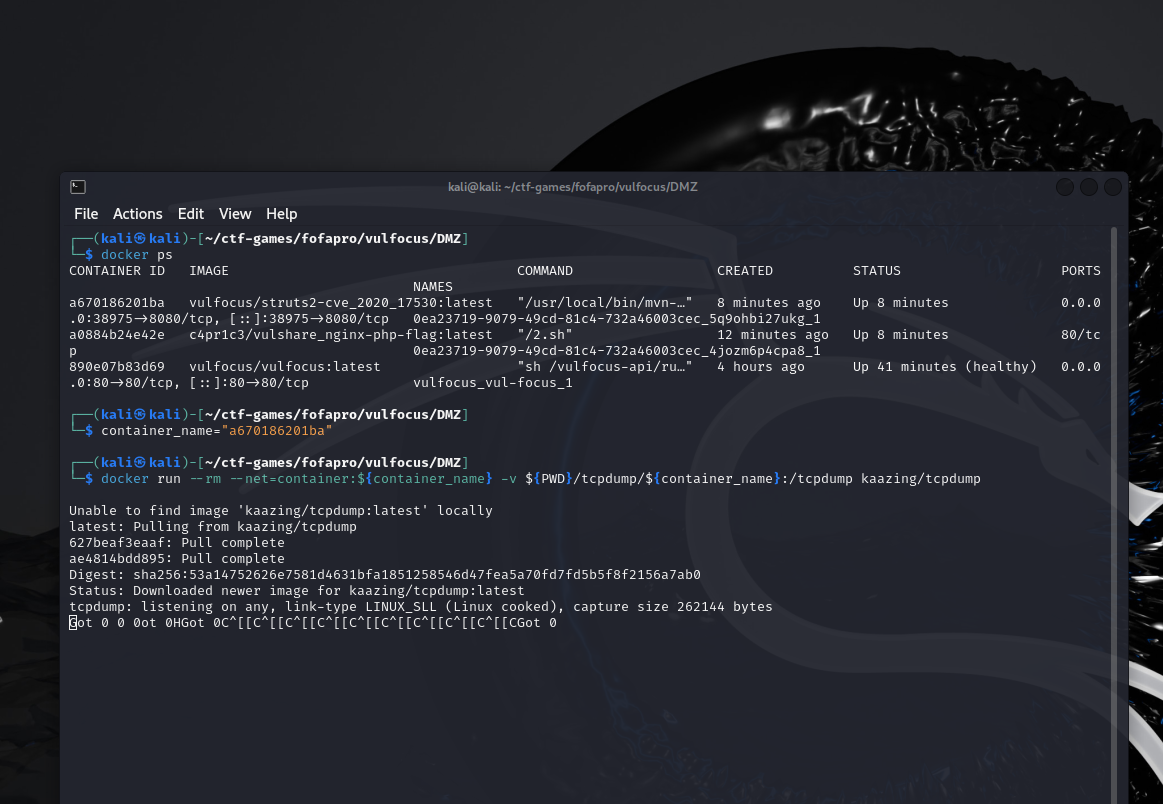 kali@kali: ~/ctf-games/fofapro/vulfocus/DMZ
File Actions Edit View Help
┌──(kali㉿kali)-[~/ctf-games/fofapro/vulfocus/DMZ]
└─$ docker ps
CONTAINER ID   IMAGE                                    COMMAND                  CREATED          STATUS                    PORTS
                                           NAMES
a670186201ba   vulfocus/struts2-cve_2020_17530:latest   "/usr/local/bin/mvn-…"   8 minutes ago    Up 8 minutes              0.0.0
.0:38975->8080/tcp, [::]:38975->8080/tcp   0ea23719-9079-49cd-81c4-732a46003cec_5q9ohbi27ukg_1
a0884b24e42e   c4pr1c3/vulshare_nginx-php-flag:latest   "/2.sh"                  12 minutes ago   Up 8 minutes              80/tc
p                                          0ea23719-9079-49cd-81c4-732a46003cec_4jozm6p4cpa8_1
890e07b83d69   vulfocus/vulfocus:latest                 "sh /vulfocus-api/ru…"   4 hours ago      Up 41 minutes (healthy)   0.0.0
.0:80->80/tcp, [::]:80->80/tcp             vulfocus_vul-focus_1
┌──(kali㉿kali)-[~/ctf-games/fofapro/vulfocus/DMZ]
└─$ container_name="a670186201ba"
┌──(kali㉿kali)-[~/ctf-games/fofapro/vulfocus/DMZ]
└─$ docker run --rm --net=container:${container_name} -v ${PWD}/tcpdump/${container_name}:/tcpdump kaazing/tcpdump
Unable to find image 'kaazing/tcpdump:latest' locally
latest: Pulling from kaazing/tcpdump
627beaf3eaaf: Pull complete
ae4814bdd895: Pull complete
Digest: sha256:53a14752626e7581d4631bfa1851258546d47fea5a70fd7fd5b5f8f2156a7ab0
Status: Downloaded newer image for kaazing/tcpdump:latest
tcpdump: listening on any, link-type LINUX_SLL (Linux cooked), capture size 262144 bytes
Got 0 0 0ot 0HGot 0C^[[C^[[C^[[C^[[C^[[C^[[C^[[C^[[C^[[CGot 0